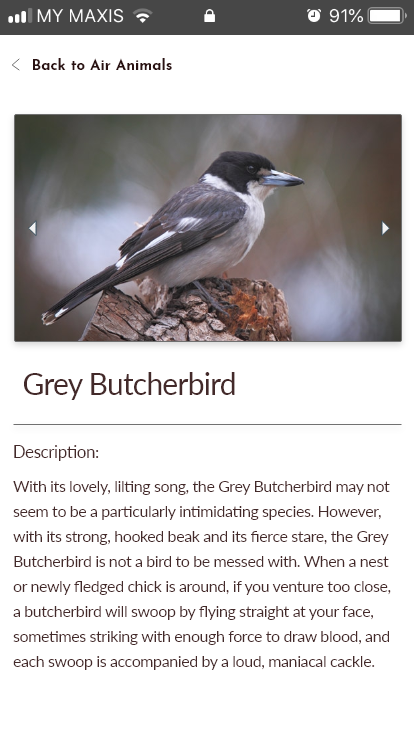 MY MAXIS 91%
Back to Air Animals
Grey Butcherbird
Description:
With its lovely, lilting song, the Grey Butcherbird may not
seem to be a particularly intimidating species. However,
with its strong, hooked beak and its fierce stare, the Grey
Butcherbird is not a bird to be messed with. When a nest
or newly fledged chick is around, if you venture too close,
a butcherbird will swoop by flying straight at your face,
sometimes striking with enough force to draw blood, and
each swoop is accompanied by a loud, maniacal cackle.